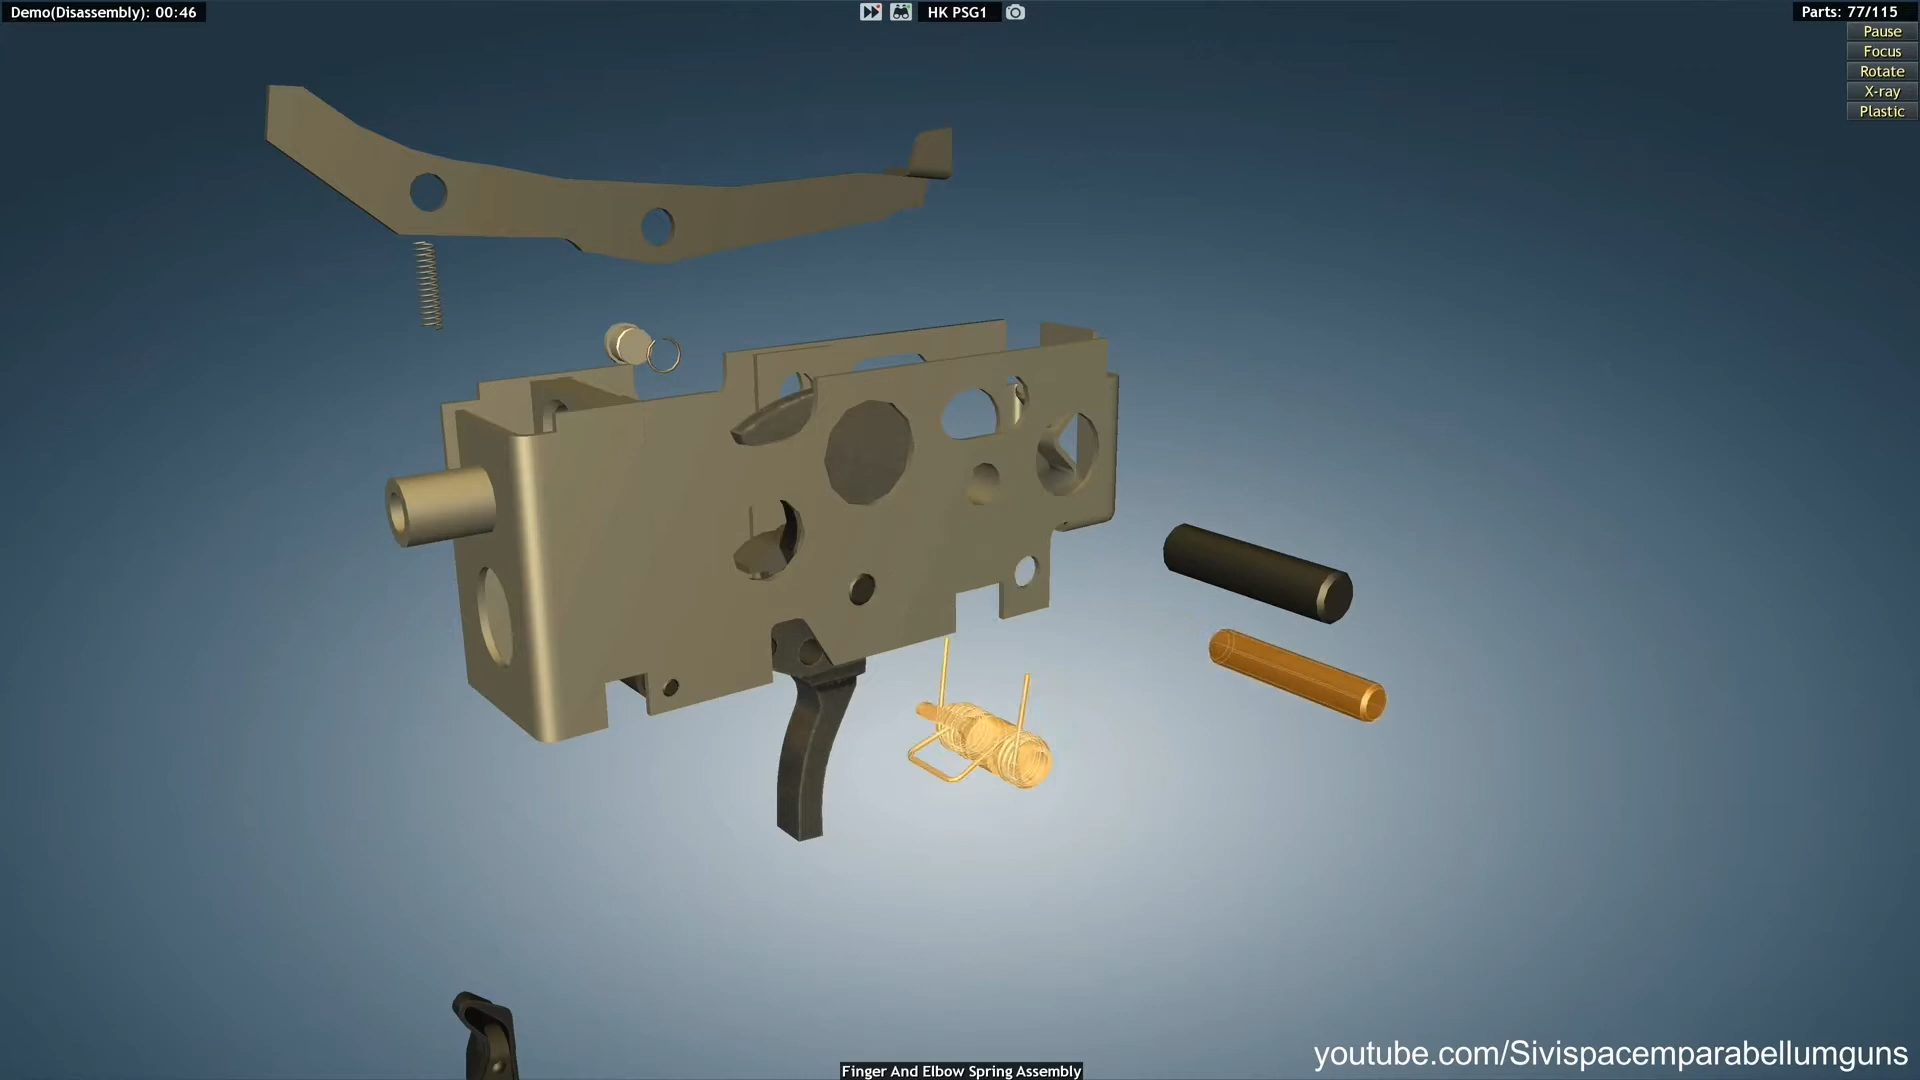 Demo(Disassembly): 00:46
HK PSG1
Parts: 77/115
Pause
Focus
Rotate
X-ray
Plastic
youtube.com/Sivispacemparabellumguns
Finger And Elbow Spring Assembly